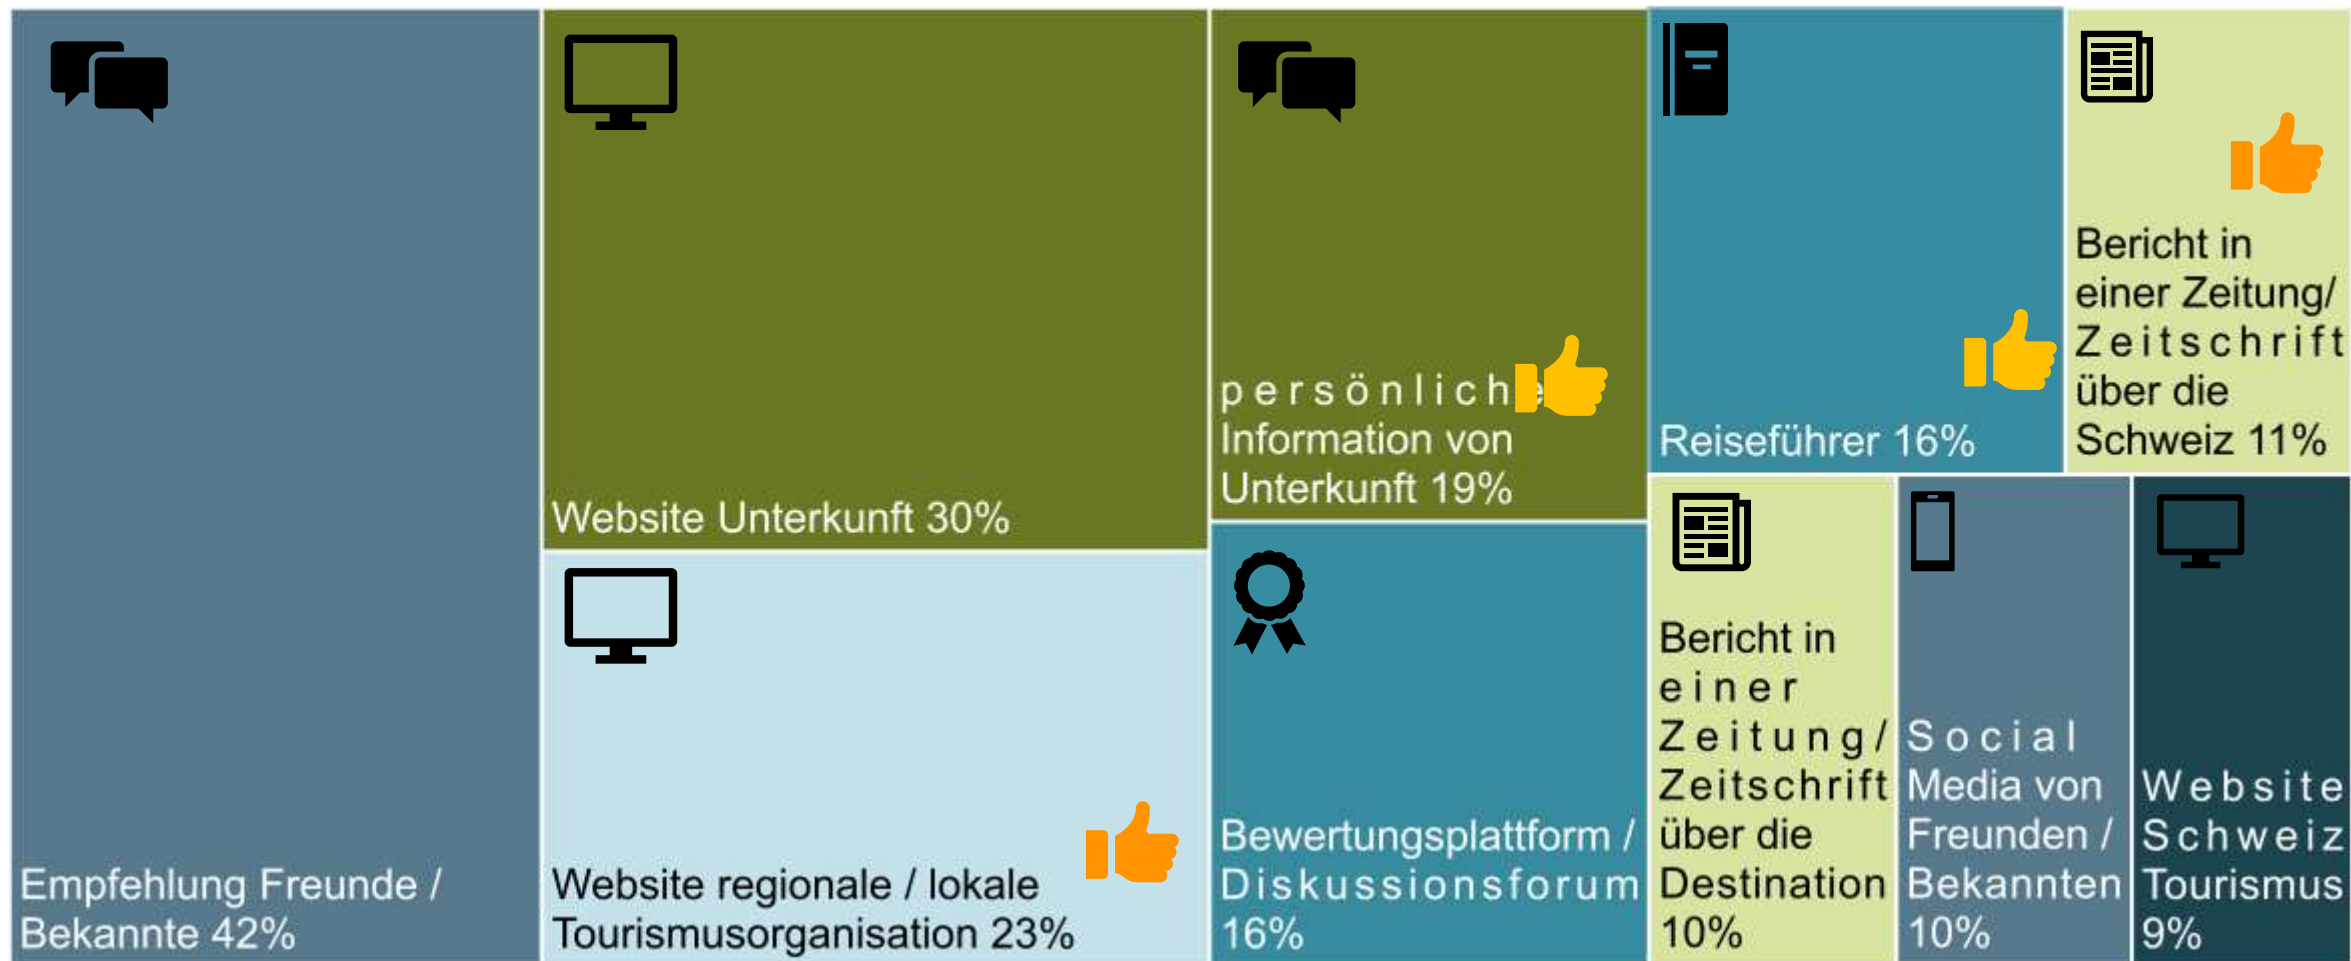 Empfehlung Freunde /
Bekannte 42%
Website Unterkunft 30%
Website regionale / lokale
Tourismusorganisation 23%
persönliche
Information von
Unterkunft 19%
Bewertungsplattform /
Diskussionsforum
16%
Reiseführer 16%
Bericht in
einer Zeitung/
Zeitschrift
über die
Schweiz 11%
Bericht in
einer
Zeitung/
Zeitschrift
über die
Destination
10%
Social
Media von
Freunden /
Bekannten
10%
Website
Schweiz
Tourismus
9%